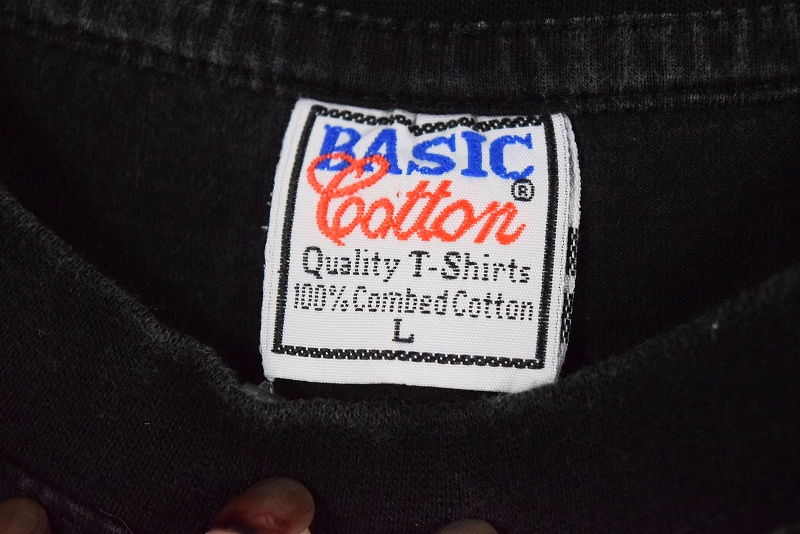 BASIC
Cotton ®
Quality T-Shirts
100% Combed Cotton
L